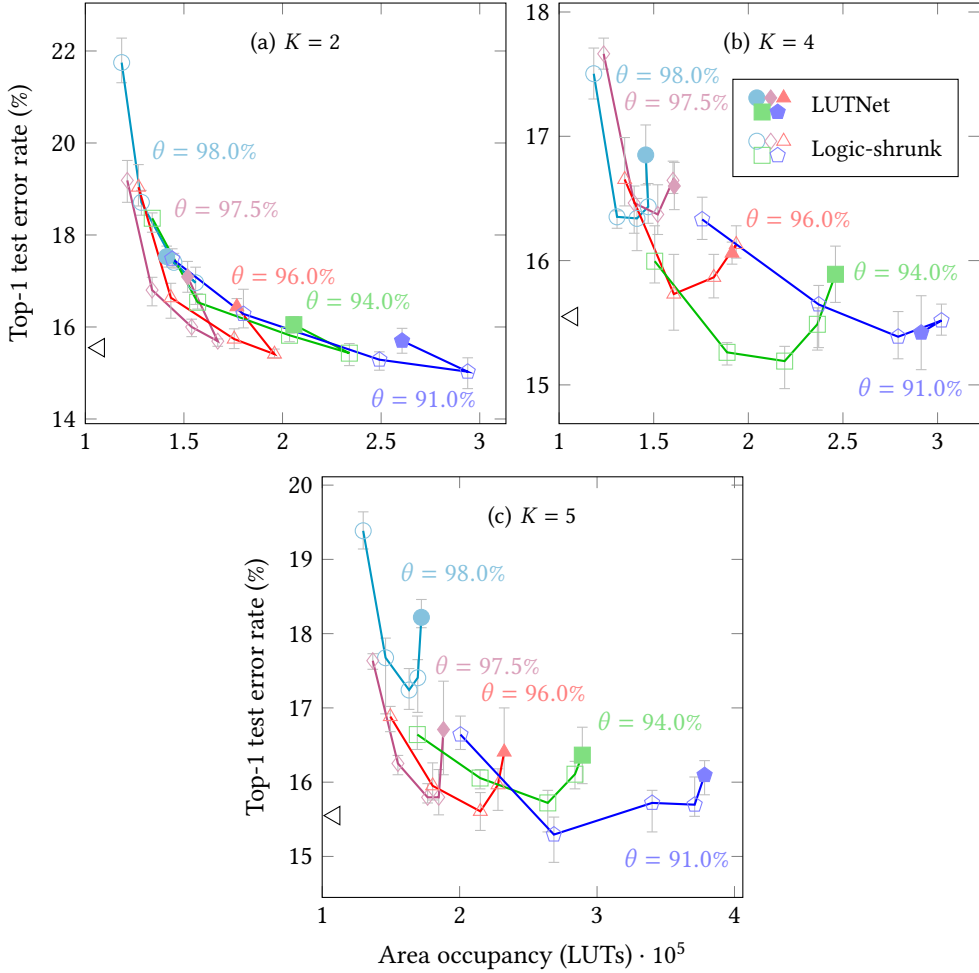 (a) K = 2
22
20
18
16
14
Top-1 test error rate (%)
θ = 98.0%
θ = 97.5%
θ = 96.0%
θ = 94.0%
θ = 91.0%
1 1.5 2 2.5 3
(b) K = 4
18
17
16
15
θ = 98.0%
θ = 97.5%
LUTNet
Logic-shrunk
θ = 96.0%
θ = 94.0%
θ = 91.0%
1 1.5 2 2.5 3
(c) K = 5
20
19
18
17
16
15
Top-1 test error rate (%)
θ = 98.0%
θ = 97.5%
θ = 96.0%
θ = 94.0%
θ = 91.0%
1 2 3 4
Area occupancy (LUTs) · 10⁵